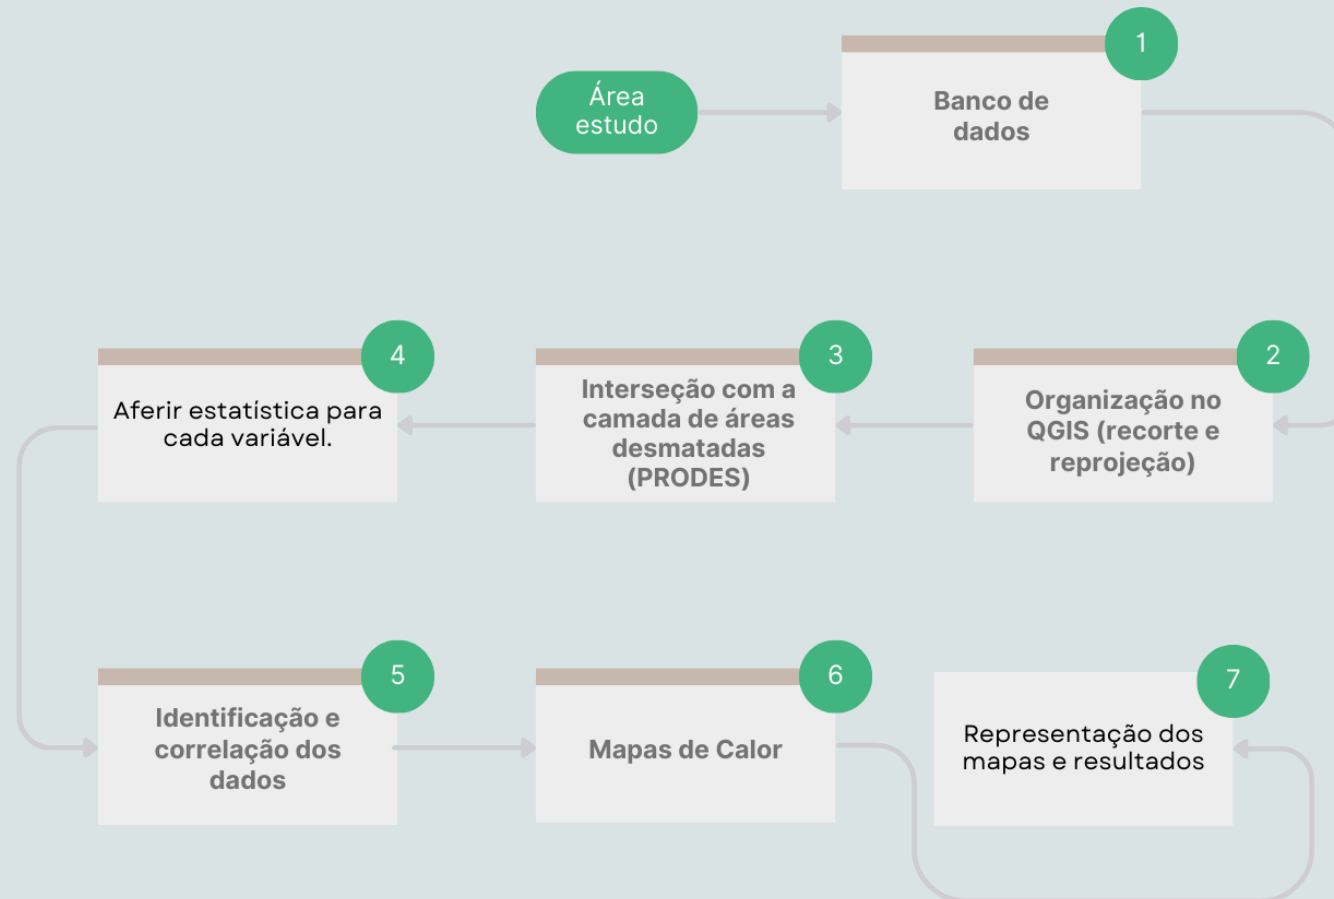 Área
estudo
1
Banco de
dados
2
Organização no
QGIS (recorte e
reprojeção)
3
Interseção com a
camada de áreas
desmatadas
(PRODES)
4
Aferir estatística para
cada variável.
5
Identificação e
correlação dos
dados
6
Mapas de Calor
7
Representação dos
mapas e resultados